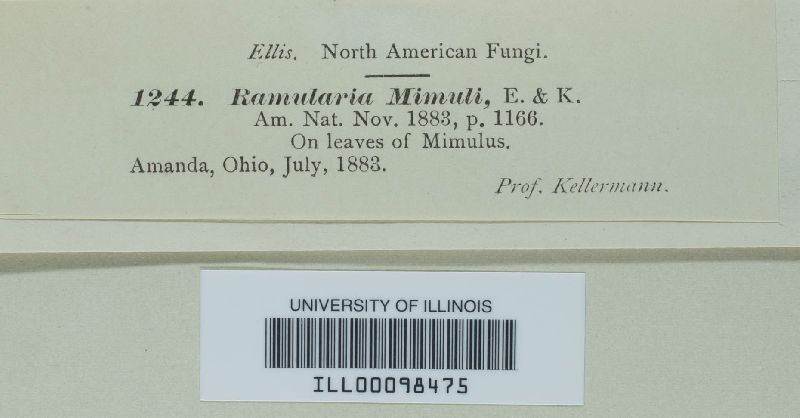 Ellis. North American Fungi.
1244. Ramularia Mimuli, E. & K.
Am. Nat. Nov. 1883, p. 1166.
On leaves of Mimulus.
Amanda, Ohio, July, 1883.
Prof. Kellermann.
UNIVERSITY OF ILLINOIS
ILL00098475